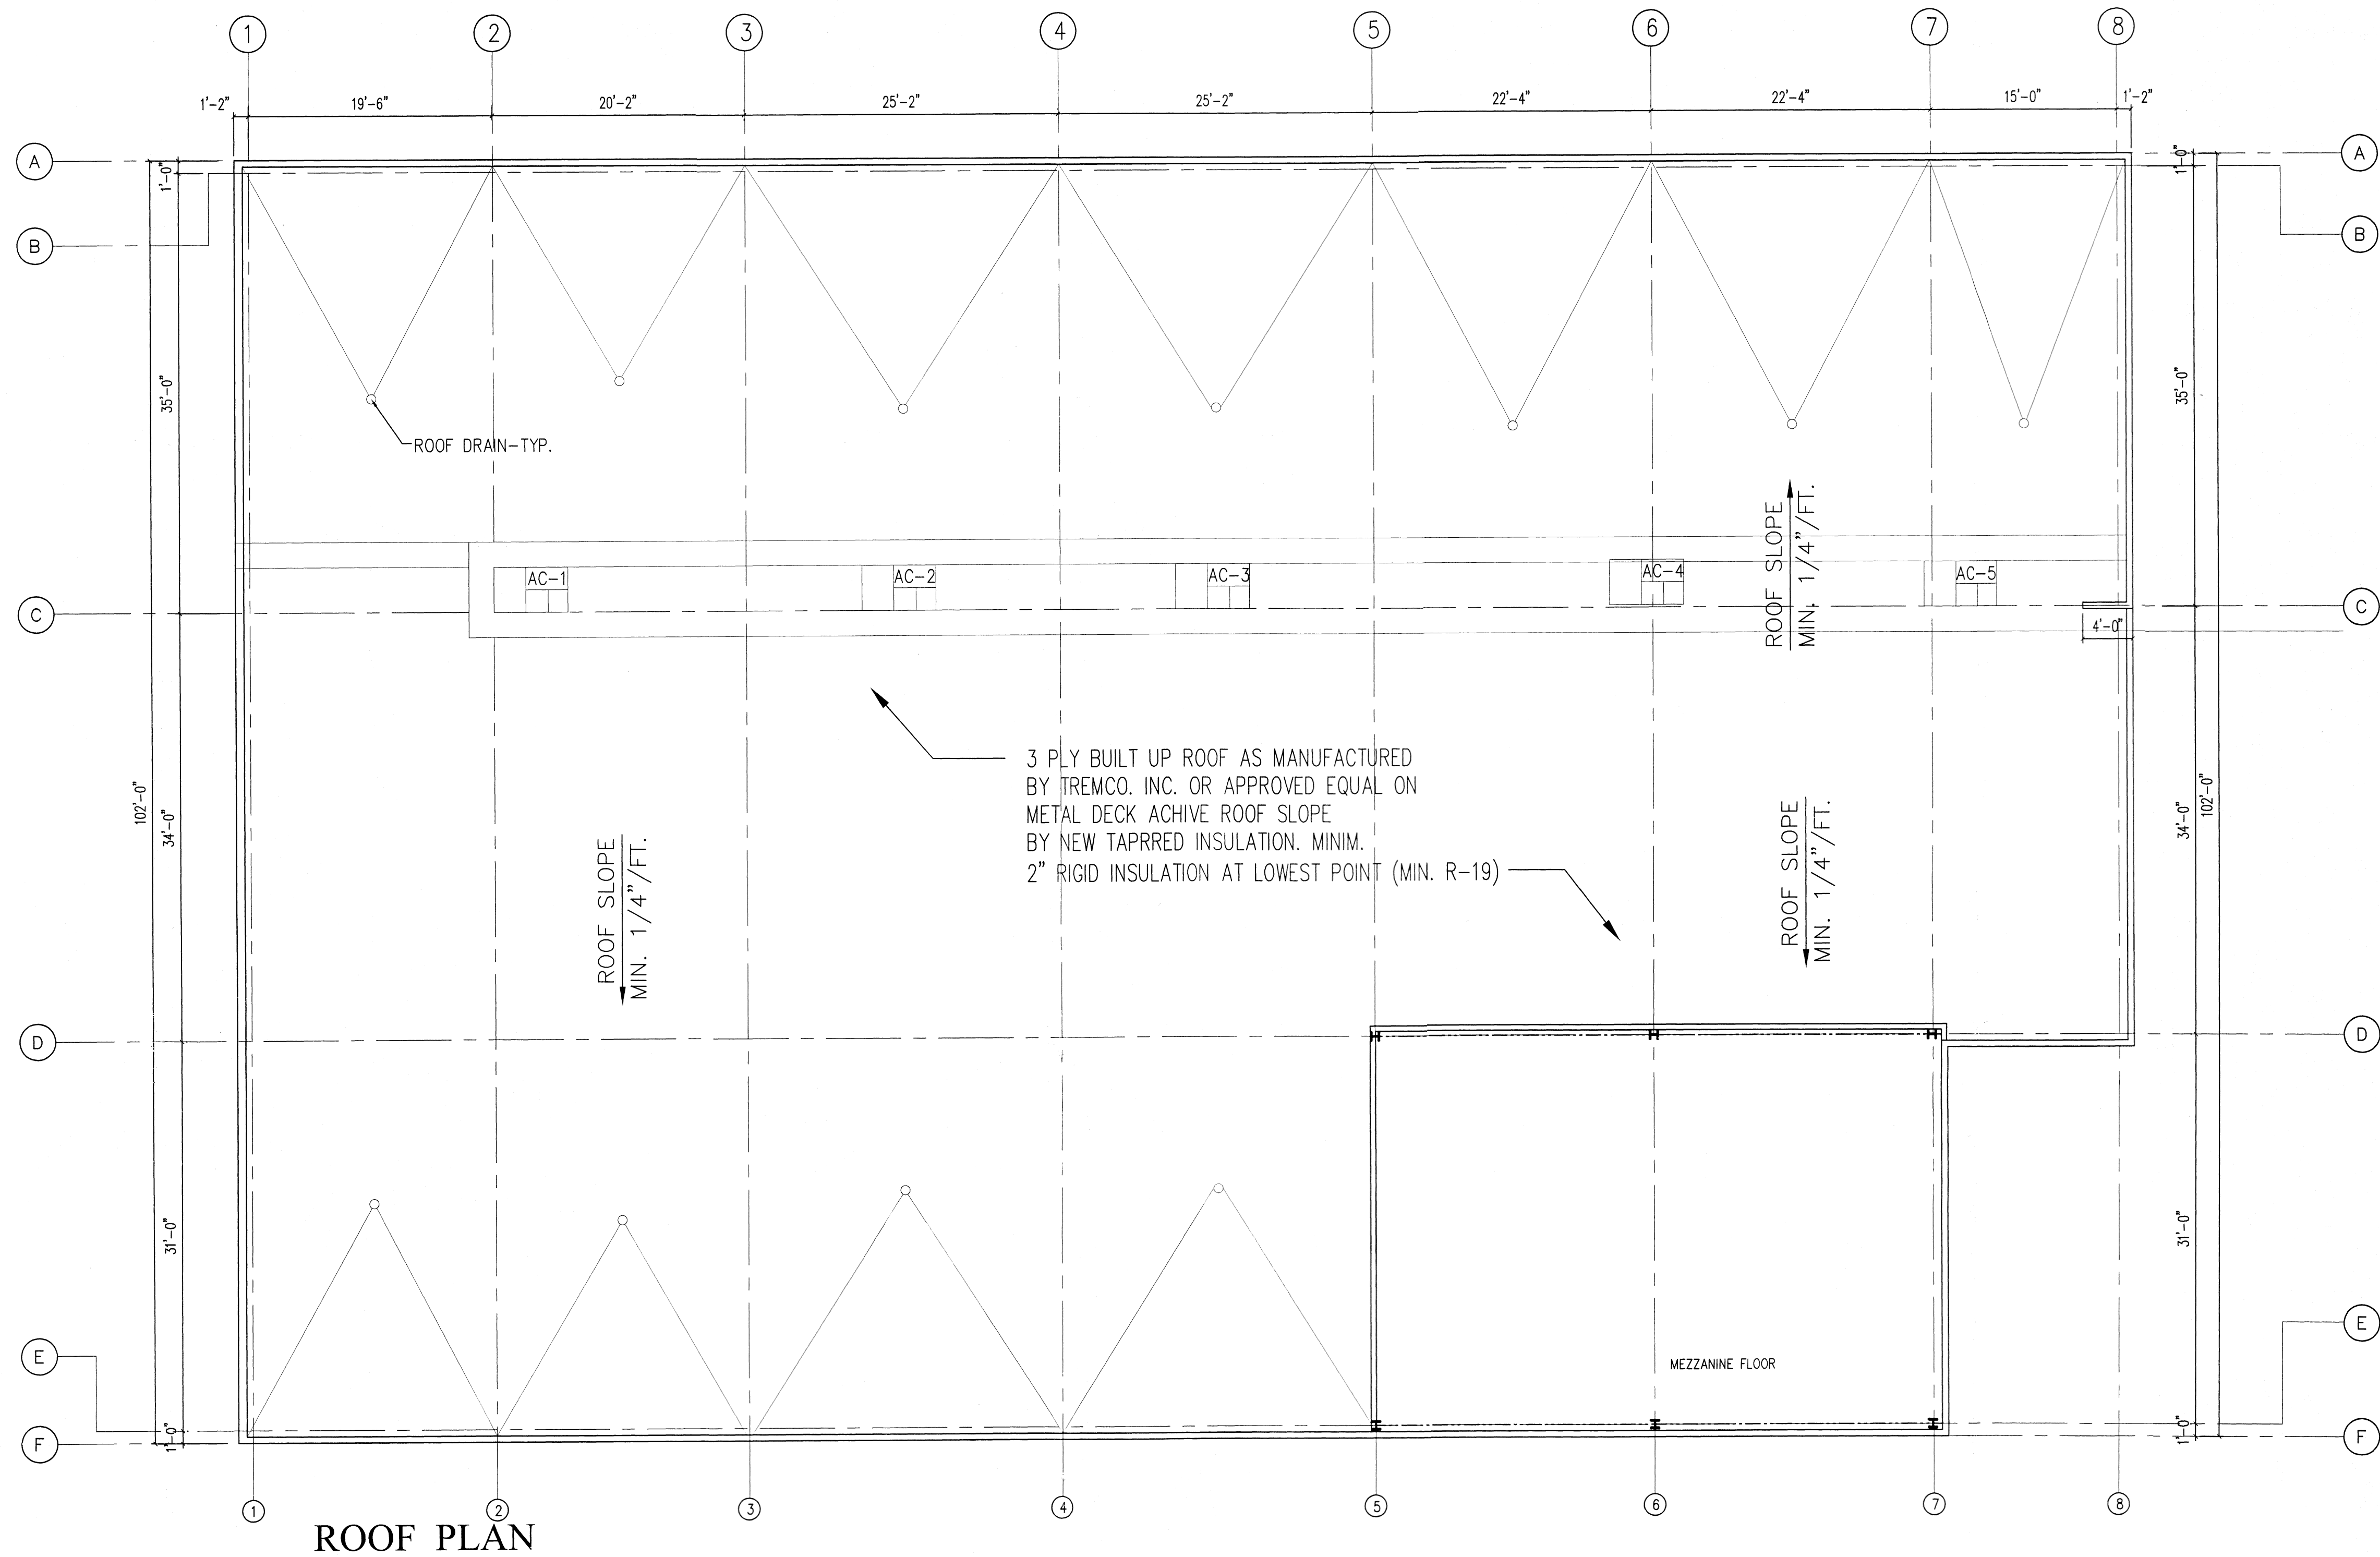 1 2 3 4 5 6 7 8
1'-2" 19'-6" 20'-2" 25'-2" 25'-2" 22'-4" 22'-4" 15'-0" 1'-2"
A A
1'-0" 1'-0"
B B
35'-0" 35'-0"
ROOF DRAIN-TYP.
ROOF SLOPE
MIN. 1/4"/FT.
AC-1 AC-2 AC-3 AC-4 AC-5
C C
4'-0"
3 PLY BUILT UP ROOF AS MANUFACTURED
BY TREMCO. INC. OR APPROVED EQUAL ON
METAL DECK ACHIVE ROOF SLOPE
BY NEW TAPRRED INSULATION. MINIM.
2" RIGID INSULATION AT LOWEST POINT (MIN. R-19)
102'-0" 34'-0" 34'-0" 102'-0"
ROOF SLOPE
MIN. 1/4"/FT.
ROOF SLOPE
MIN. 1/4"/FT.
D D
31'-0" 31'-0"
E E
MEZZANINE FLOOR
1'-0" 1'-0"
F F
1 2 3 4 5 6 7 8
ROOF PLAN